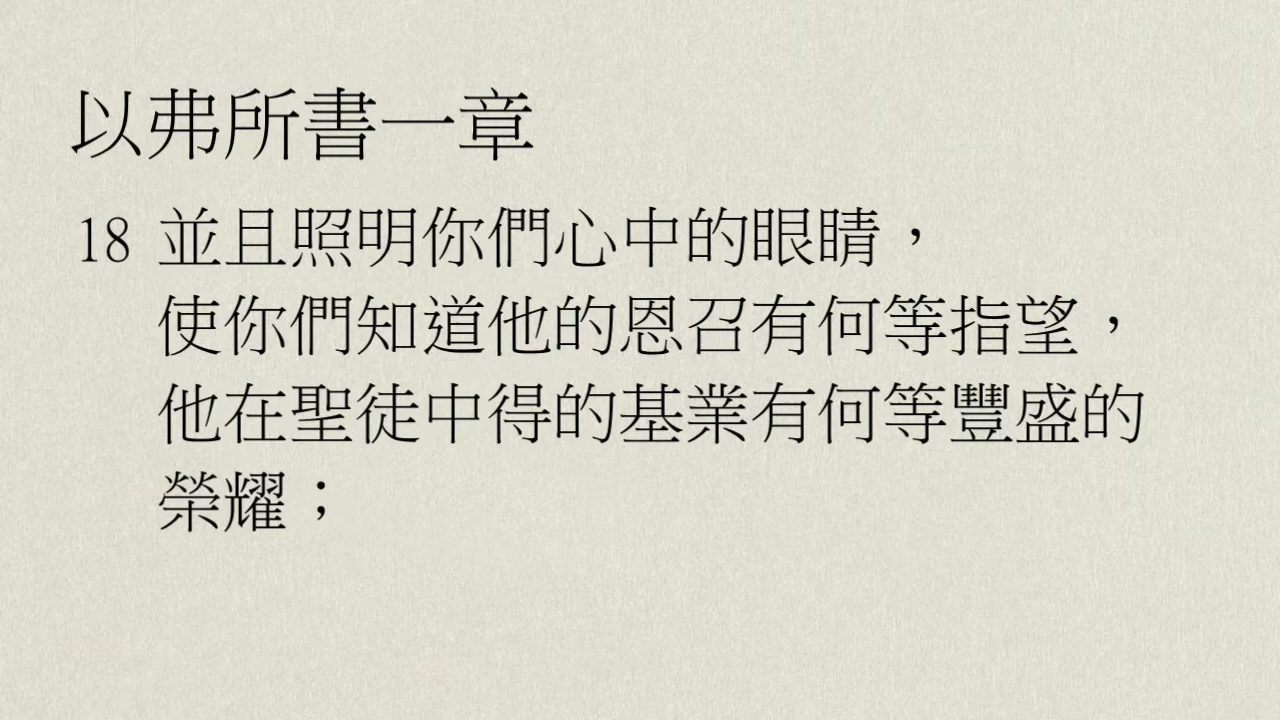 以弗所書一章
18 並且照明你們心中的眼睛，
使你們知道他的恩召有何等指望，
他在聖徒中得的基業有何等豐盛的
榮耀；